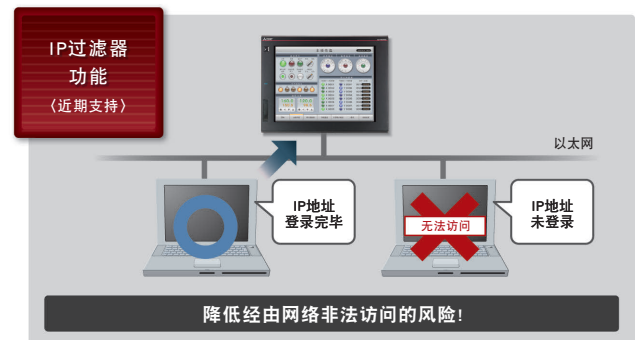 IP过滤器
功能
〈近期支持〉
以太网
IP地址
登录完毕
IP地址
未登录
无法访问
降低经由网络非法访问的风险!